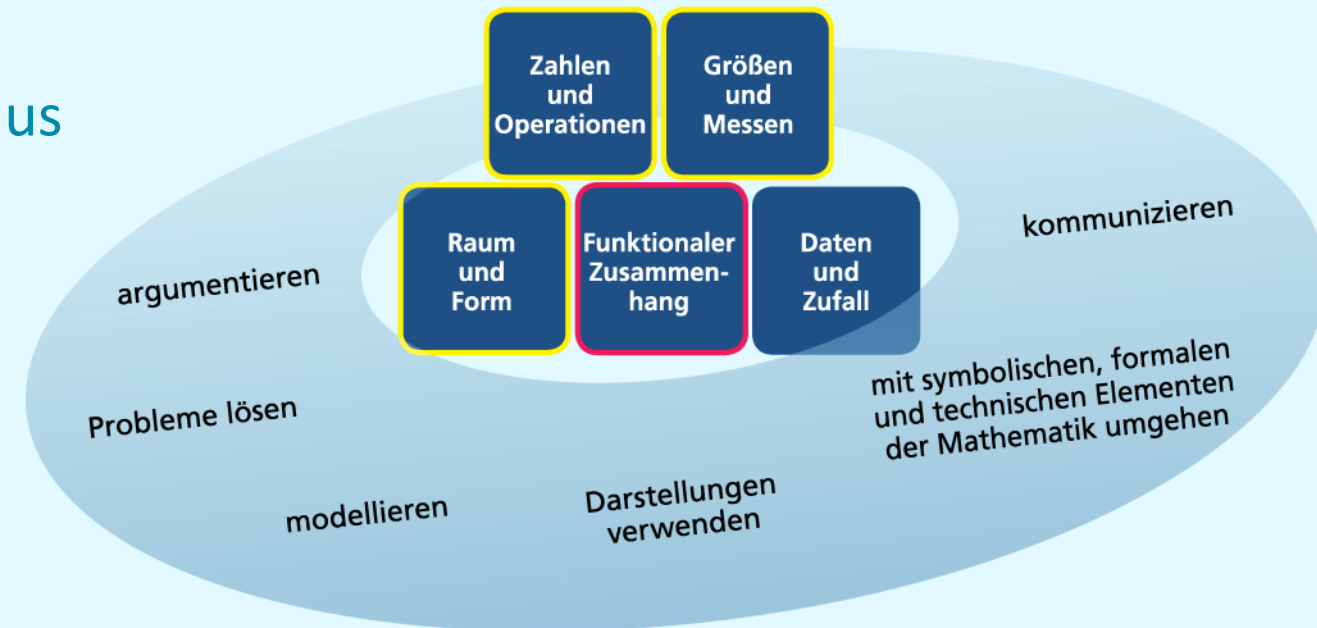 us
Zahlen
und
Operationen
Größen
und
Messen
Raum
und
Form
Funktionaler
Zusammen-
hang
Daten
und
Zufall
argumentieren
Probleme lösen
modellieren
Darstellungen
verwenden
mit symbolischen, formalen
und technischen Elementen
der Mathematik umgehen
kommunizieren